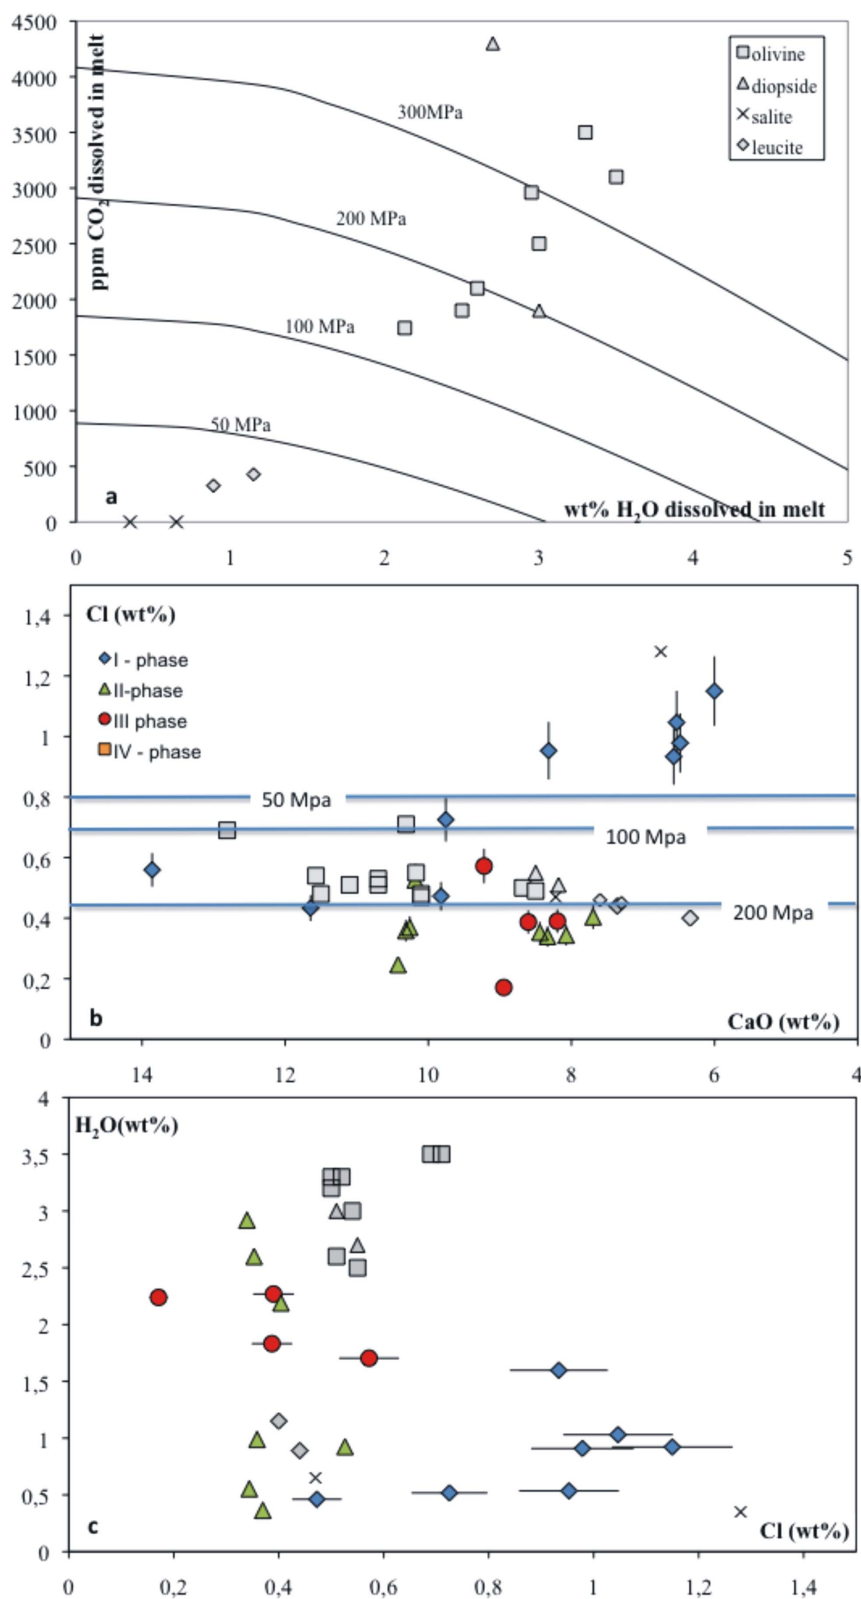 4500
4000
3500
3000
2500
2000
1500
1000
500
0
ppm CO₂ dissolved in melt
olivine
diopside
salite
leucite
300MPa
200 MPa
100 MPa
50 MPa
a
wt% H₂O dissolved in melt
0 1 2 3 4 5
Cl (wt%)
1,4
1,2
1
0,8
0,6
0,4
0,2
0
I - phase
II-phase
III phase
IV - phase
50 Mpa
100 Mpa
200 Mpa
b
CaO (wt%)
14 12 10 8 6 4
H₂O(wt%)
4
3,5
3
2,5
2
1,5
1
0,5
0
c
Cl (wt%)
0 0,2 0,4 0,6 0,8 1 1,2 1,4